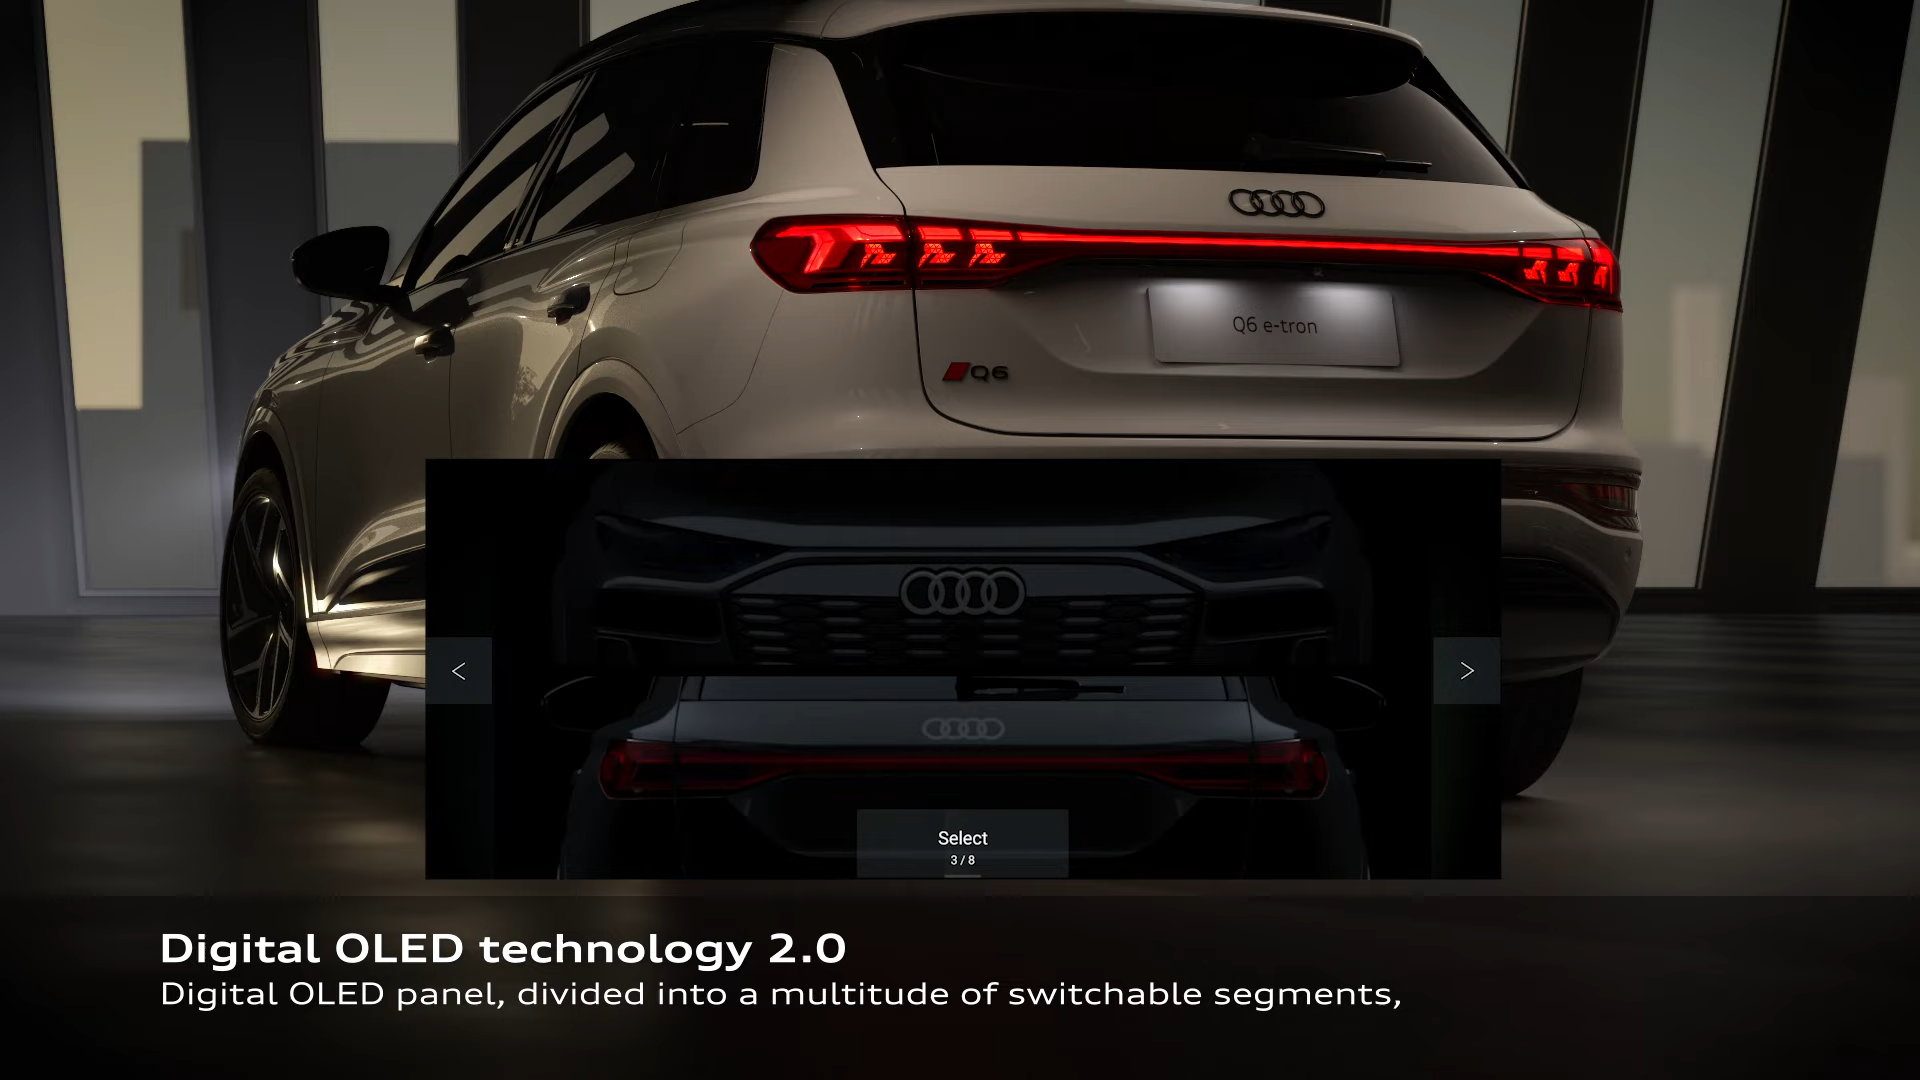 Q6 e-tron
Q6
<
>
Select
3/8
Digital OLED technology 2.0
Digital OLED panel, divided into a multitude of switchable segments,